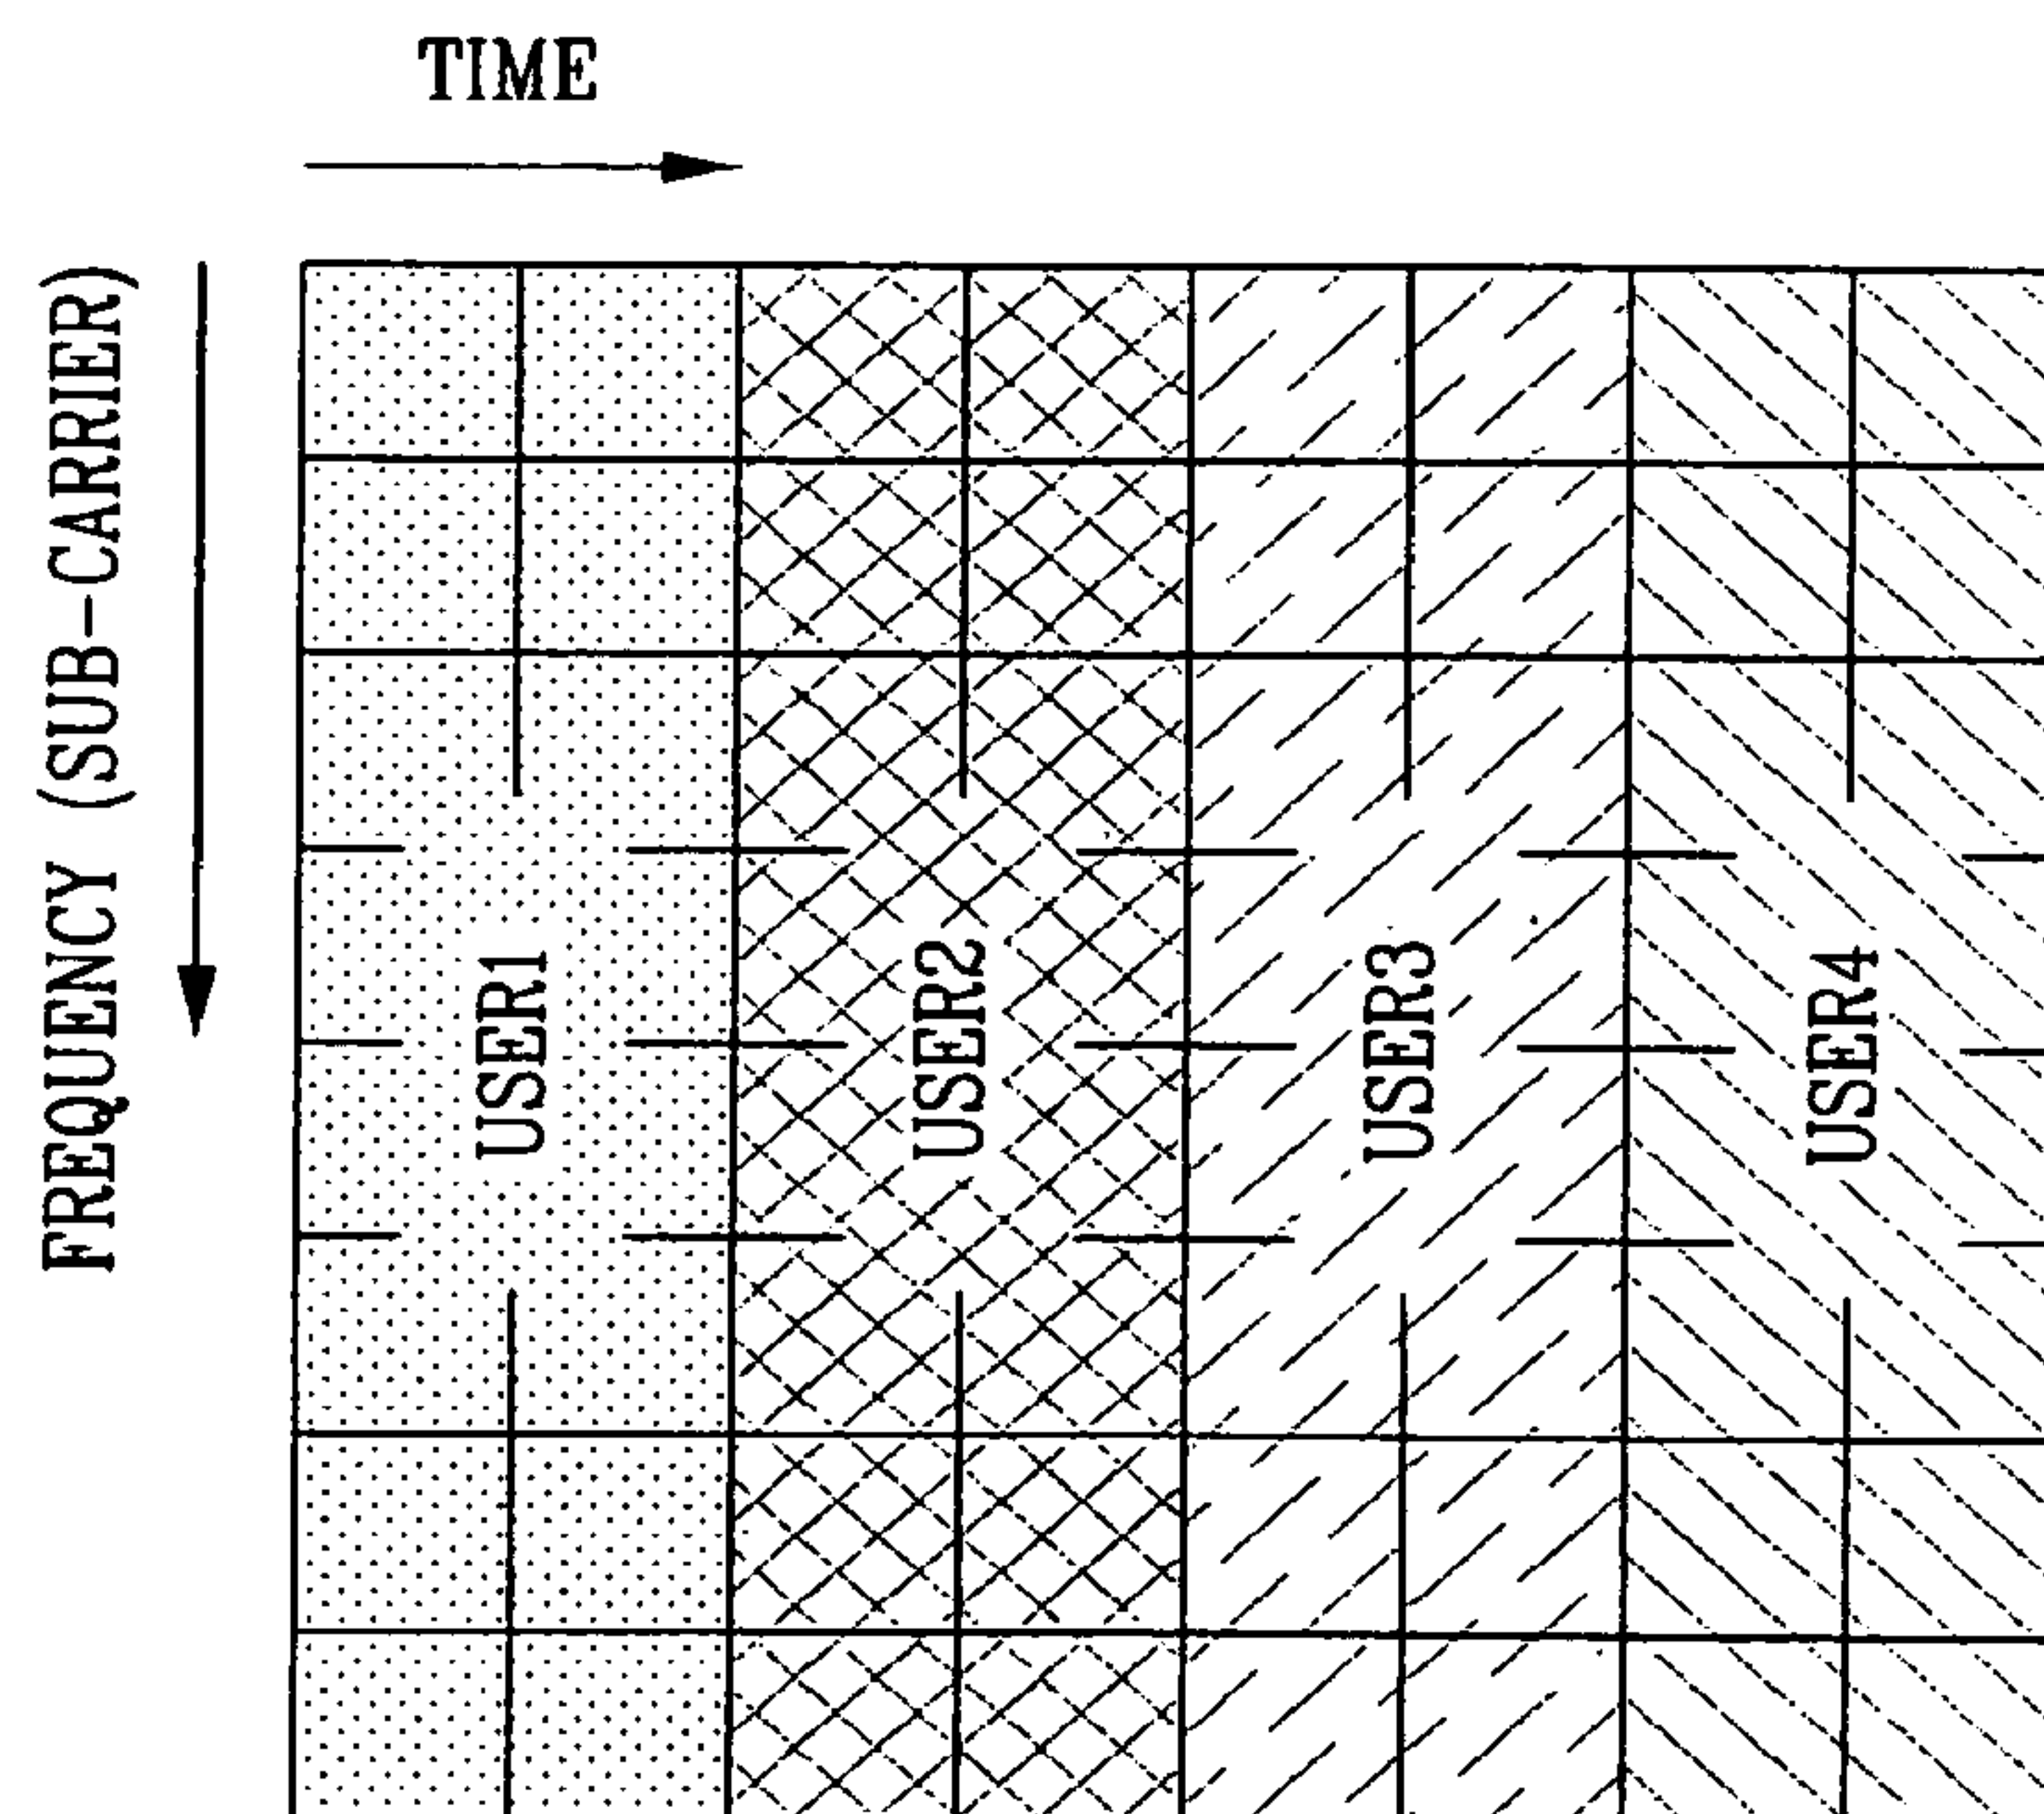 TIME
FREQUENCY (SUB-CARRIER)
USER1
USER2
USER3
USER4